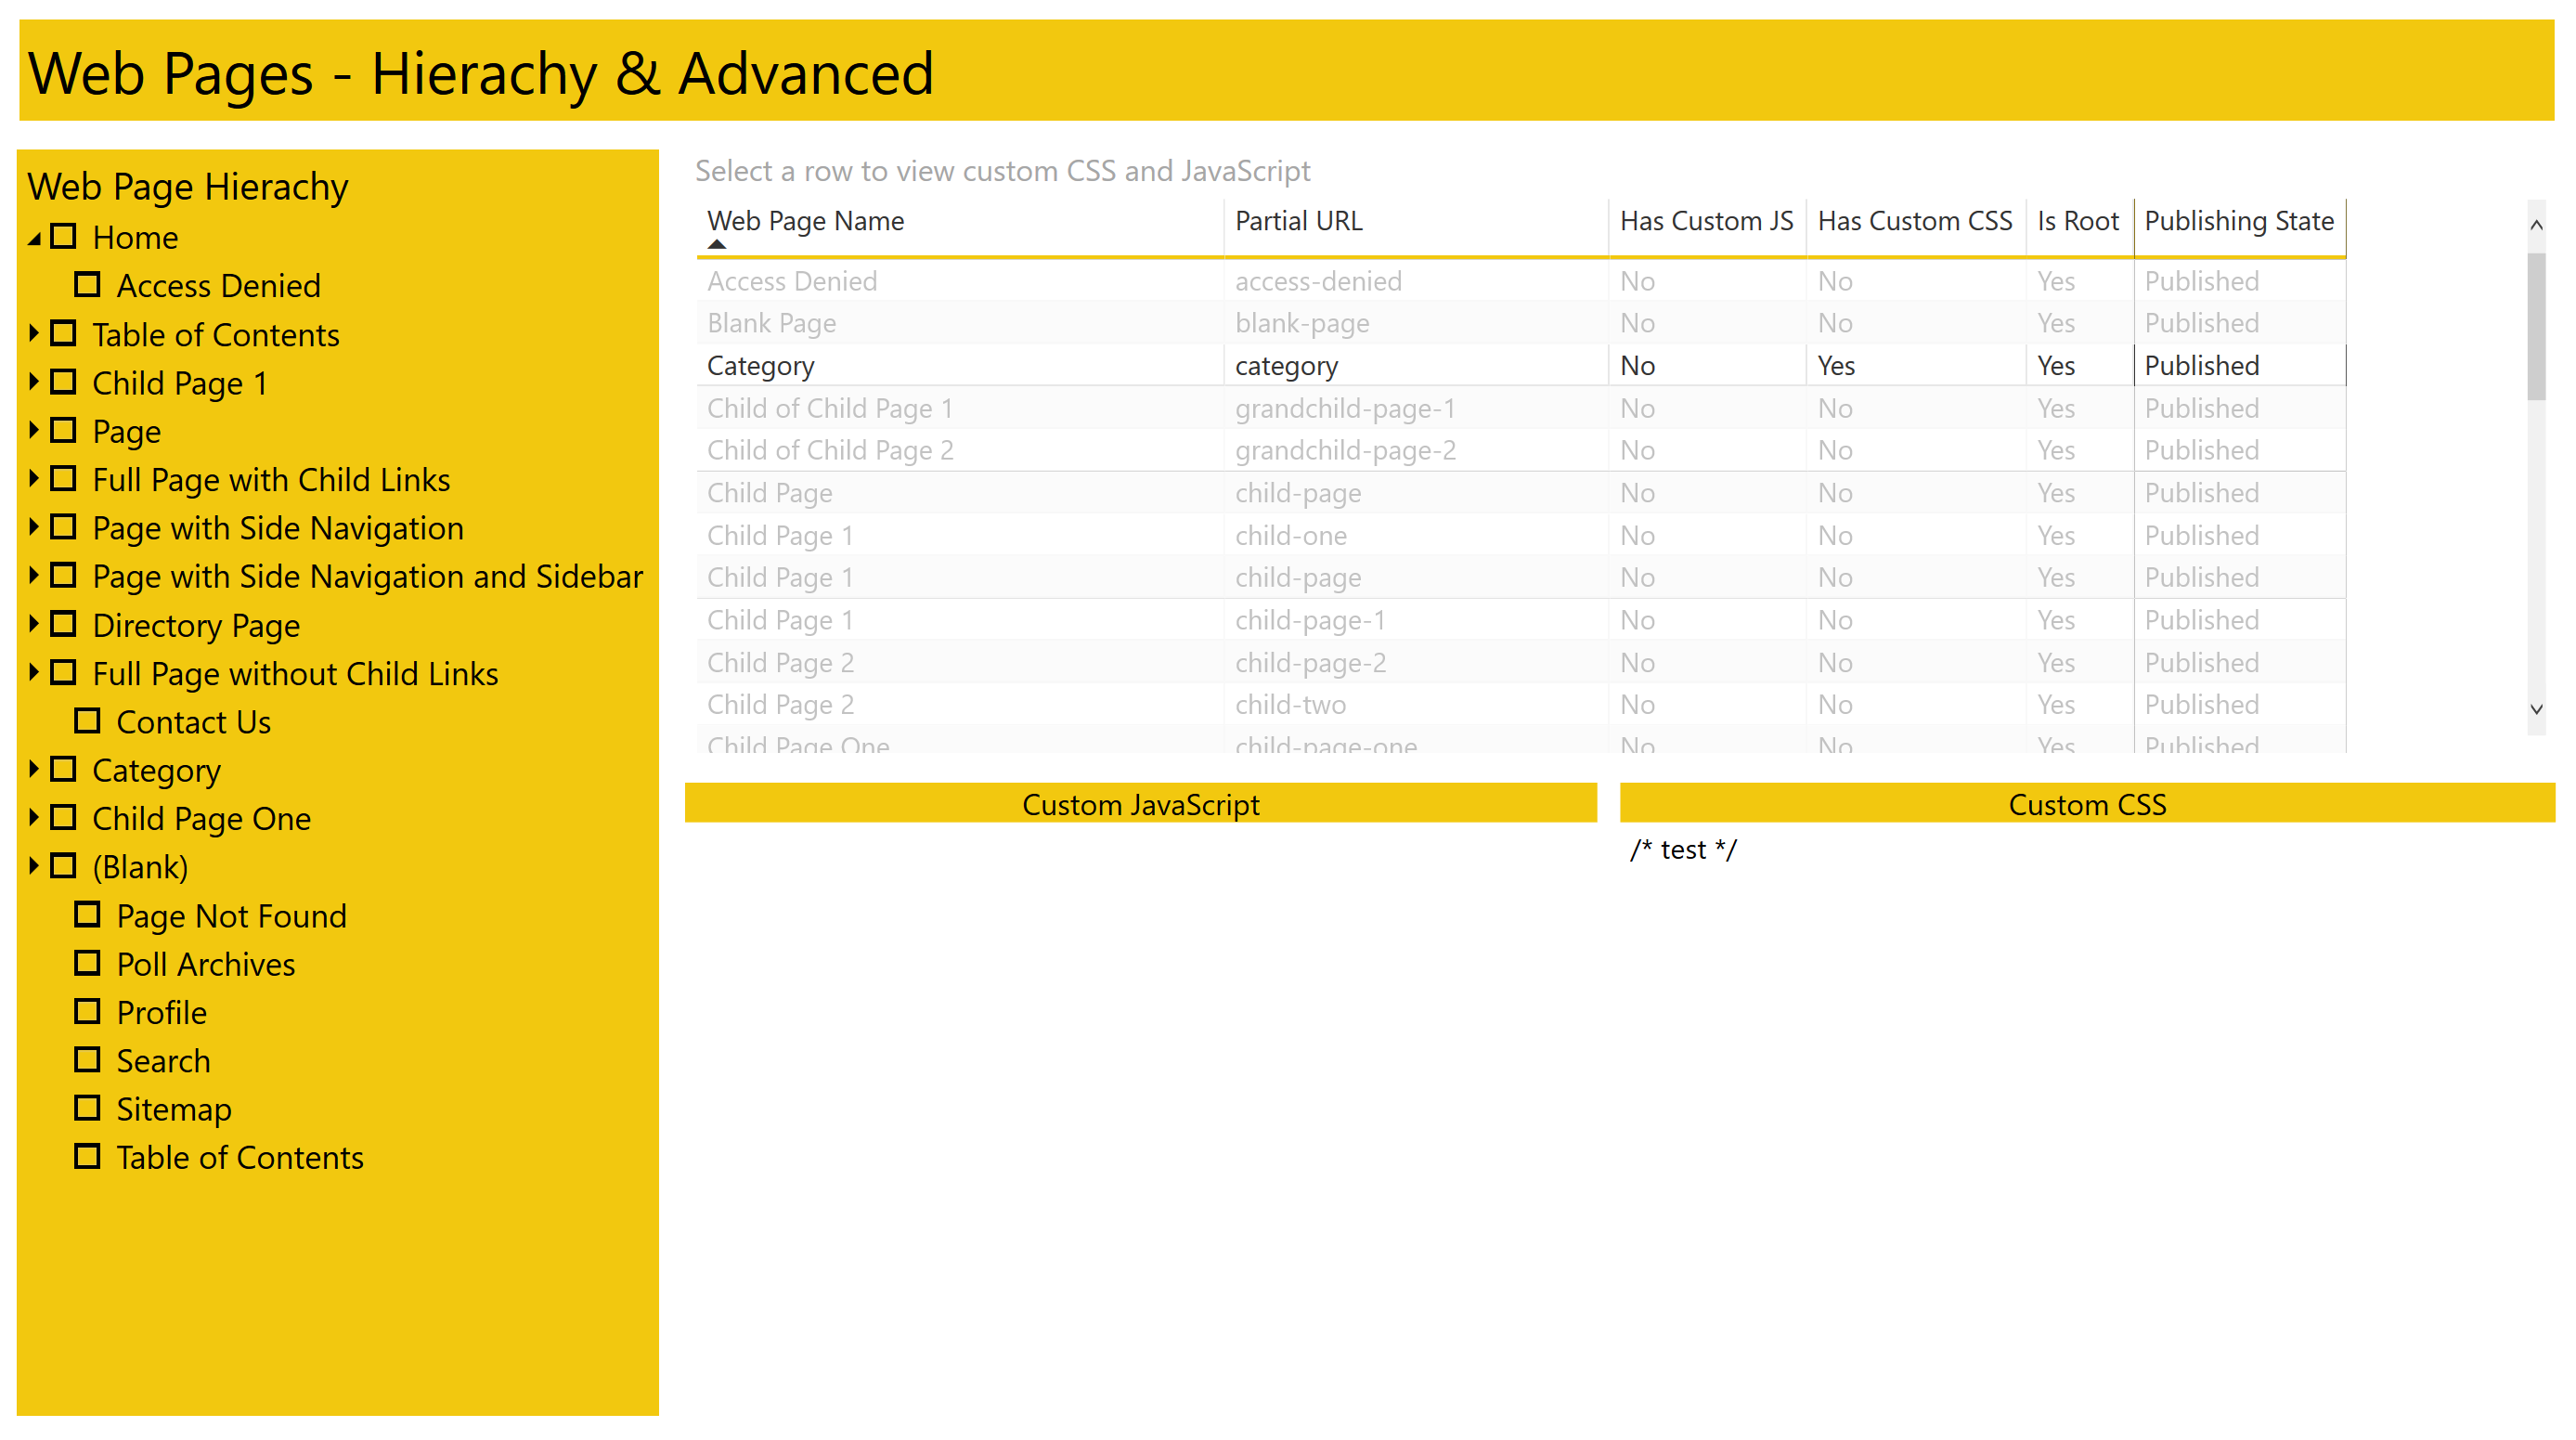 Web Pages - Hierachy & Advanced
Web Page Hierachy
Home
Access Denied
Table of Contents
Child Page 1
Page
Full Page with Child Links
Page with Side Navigation
Page with Side Navigation and Sidebar
Directory Page
Full Page without Child Links
Contact Us
Category
Child Page One
(Blank)
Page Not Found
Poll Archives
Profile
Search
Sitemap
Table of Contents
Select a row to view custom CSS and JavaScript
Web Page Name Partial URL Has Custom JS Has Custom CSS Is Root Publishing State
Access Denied access-denied No No Yes Published
Blank Page blank-page No No Yes Published
Category category No Yes Yes Published
Child of Child Page 1 grandchild-page-1 No No Yes Published
Child of Child Page 2 grandchild-page-2 No No Yes Published
Child Page child-page No No Yes Published
Child Page 1 child-one No No Yes Published
Child Page 1 child-page No No Yes Published
Child Page 1 child-page-1 No No Yes Published
Child Page 2 child-page-2 No No Yes Published
Child Page 2 child-two No No Yes Published
Child Page One child-page-one No No Yes Published
Custom JavaScript
Custom CSS
/* test */